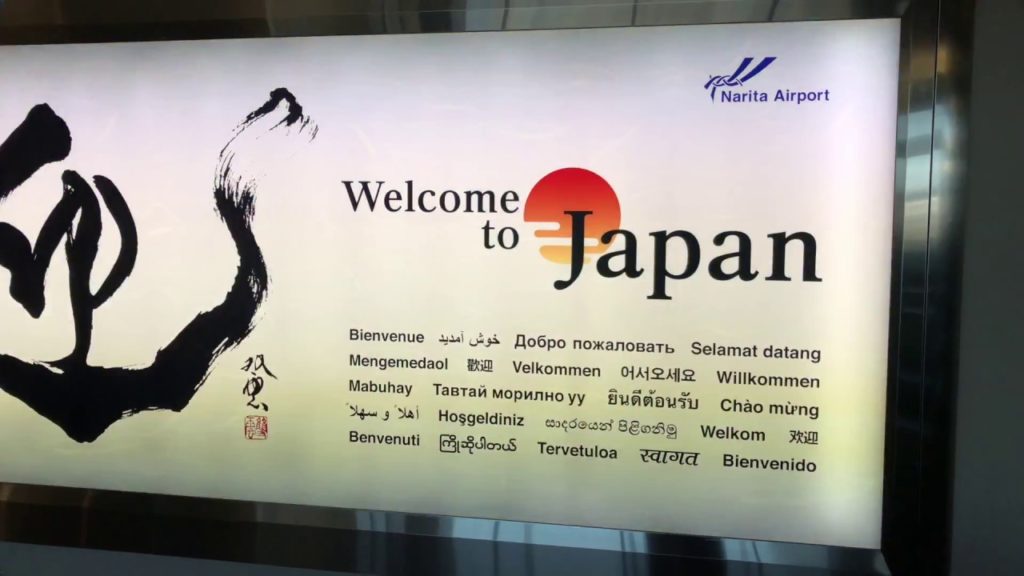 Narita Airport
Welcome
to Japan
Bienvenue خوش آمدید Добро пожаловать Selamat datang
Mengemedaol 歡迎 Velkommen 어서오세요 Willkommen
Mabuhay Тавтай морилно уу ยินดีต้อนรับ Chào mừng
أهلاً و سهلاً Hoşgeldiniz සාදරයෙන් පිළිගනිමු Welkom 欢迎
Benvenuti ကြိုဆိုပါတယ် Tervetuloa स्वागत Bienvenido